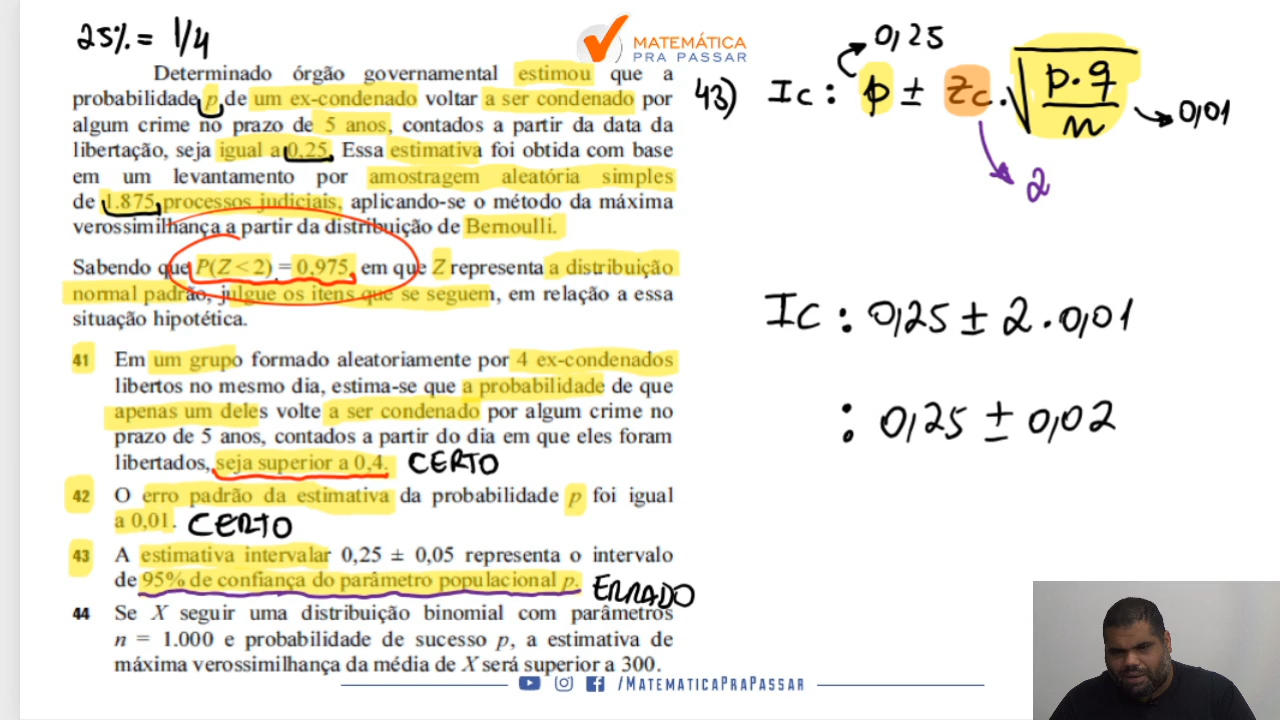 25% = 1/4
MATEMÁTICA
PRA PASSAR
Determinado órgão governamental estimou que a
probabilidade p de um ex-condenado voltar a ser condenado por
algum crime no prazo de 5 anos, contados a partir da data da
libertação, seja igual a 0,25. Essa estimativa foi obtida com base
em um levantamento por amostragem aleatória simples
de 1.875 processos judiciais, aplicando-se o método da máxima
verossimilhança a partir da distribuição de Bernoulli.
Sabendo que P(Z < 2) = 0,975, em que Z representa a distribuição
normal padrão, julgue os itens que se seguem, em relação a essa
situação hipotética.
41 Em um grupo formado aleatoriamente por 4 ex-condenados
libertos no mesmo dia, estima-se que a probabilidade de que
apenas um deles volte a ser condenado por algum crime no
prazo de 5 anos, contados a partir do dia em que eles foram
libertados, seja superior a 0,4. CERTO
42 O erro padrão da estimativa da probabilidade p foi igual
a 0,01. CERTO
43 A estimativa intervalar 0,25 ± 0,05 representa o intervalo
de 95% de confiança do parâmetro populacional p. ERRADO
44 Se X seguir uma distribuição binomial com parâmetros
n = 1.000 e probabilidade de sucesso p, a estimativa de
máxima verossimilhança da média de X será superior a 300.
0,25
43) Ic : p ± Zc . √ p . q / n
0,01
2
Ic : 0,25 ± 2 . 0,01
: 0,25 ± 0,02
/MATEMATICAPRAPASSAR